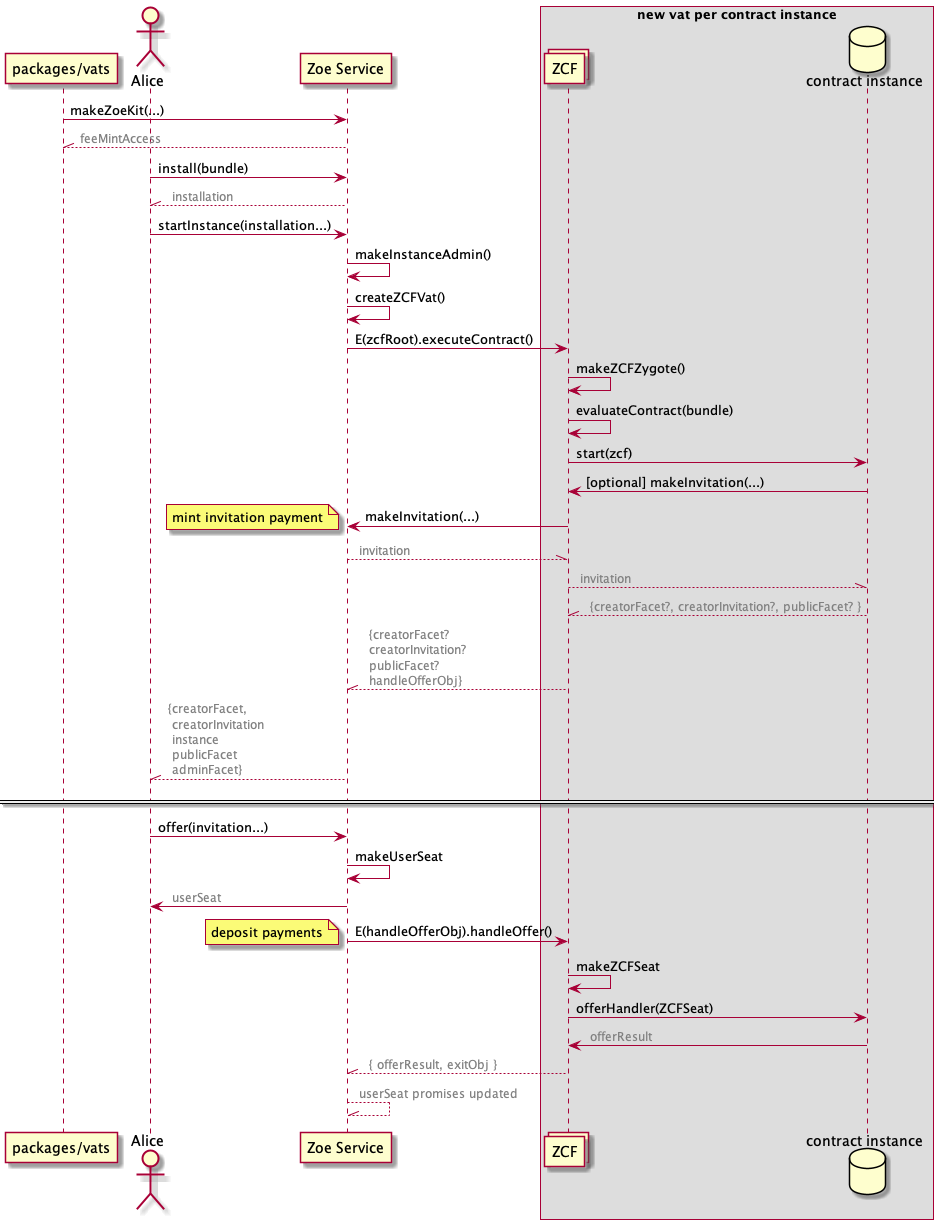 new vat per contract instance
packages/vats
Alice
Zoe Service
ZCF
contract instance
makeZoeKit(...)
feeMintAccess
install(bundle)
installation
startInstance(installation...)
makeInstanceAdmin()
createZCFVat()
E(zcfRoot).executeContract()
makeZCFZygote()
evaluateContract(bundle)
start(zcf)
[optional] makeInvitation(...)
mint invitation payment
makeInvitation(...)
invitation
invitation
{creatorFacet?, creatorInvitation?, publicFacet? }
{creatorFacet?
creatorInvitation?
publicFacet?
handleOfferObj}
{creatorFacet,
creatorInvitation
instance
publicFacet
adminFacet}
offer(invitation...)
makeUserSeat
userSeat
deposit payments
E(handleOfferObj).handleOffer()
makeZCFSeat
offerHandler(ZCFSeat)
offerResult
{ offerResult, exitObj }
userSeat promises updated
packages/vats
Alice
Zoe Service
ZCF
contract instance